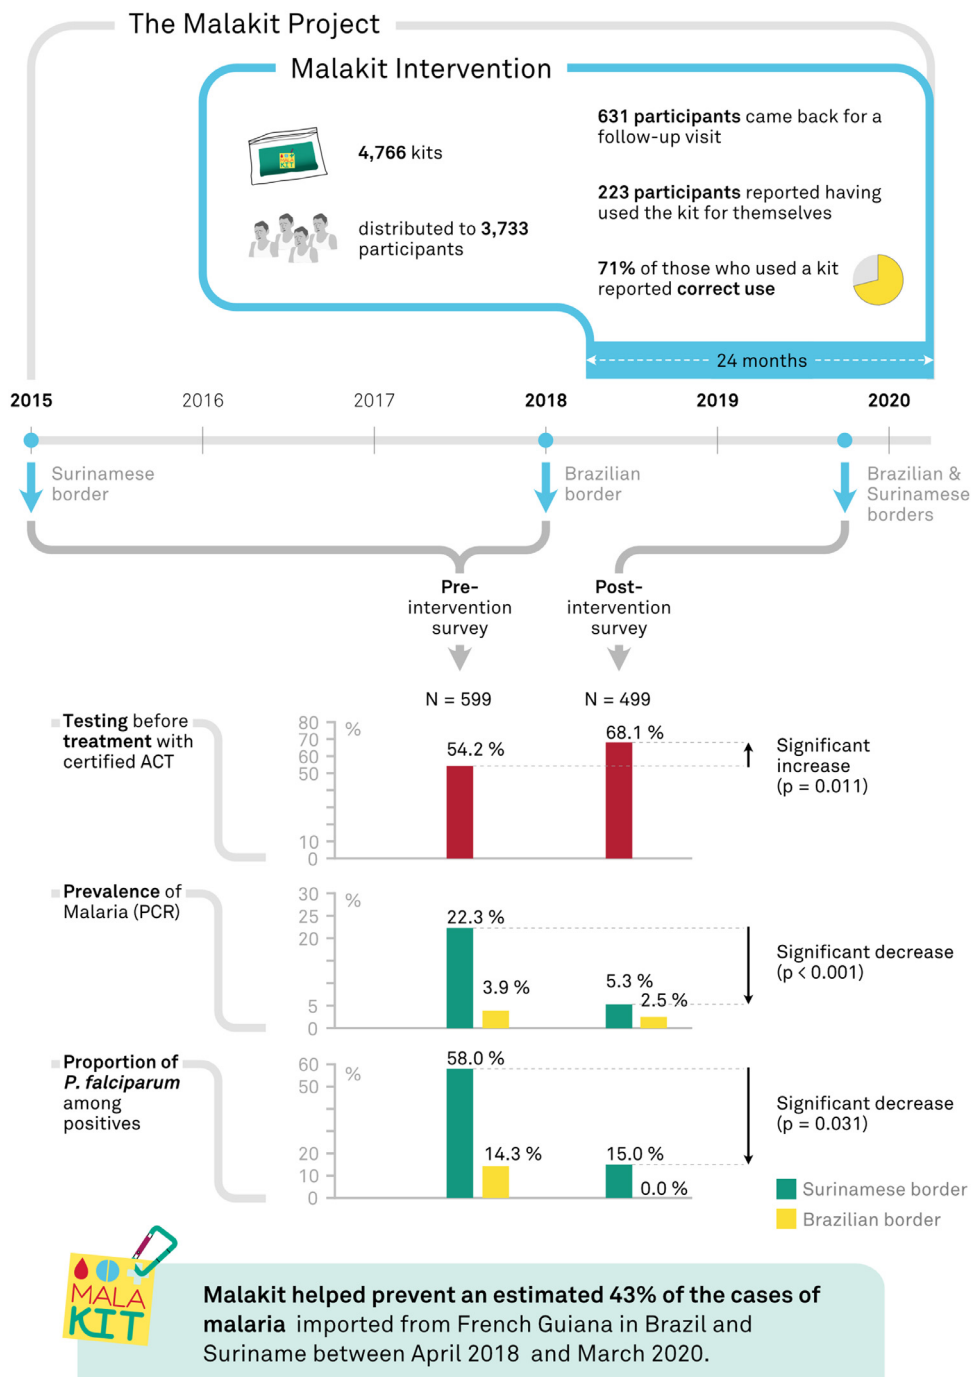 The Malakit Project
Malakit Intervention
MALA
KIT
4,766 kits
distributed to 3,733
participants
631 participants came back for a
follow-up visit
223 participants reported having
used the kit for themselves
71% of those who used a kit
reported correct use
24 months
2015
2016
2017
2018
2019
2020
Surinamese
border
Brazilian
border
Brazilian &
Surinamese
borders
Pre-
intervention
survey
Post-
intervention
survey
N = 599
N = 499
Testing before
treatment with
certified ACT
80
70
60
50
10
0
%
54.2 %
68.1 %
Significant
increase
(p = 0.011)
Prevalence of
Malaria (PCR)
30
25
20
5
0
%
22.3 %
3.9 %
5.3 %
2.5 %
Significant decrease
(p < 0.001)
Proportion of
P. falciparum
among
positives
60
50
20
10
0
%
58.0 %
14.3 %
15.0 %
0.0 %
Significant decrease
(p = 0.031)
Surinamese border
Brazilian border
MALA
KIT
Malakit helped prevent an estimated 43% of the cases of
malaria imported from French Guiana in Brazil and
Suriname between April 2018 and March 2020.